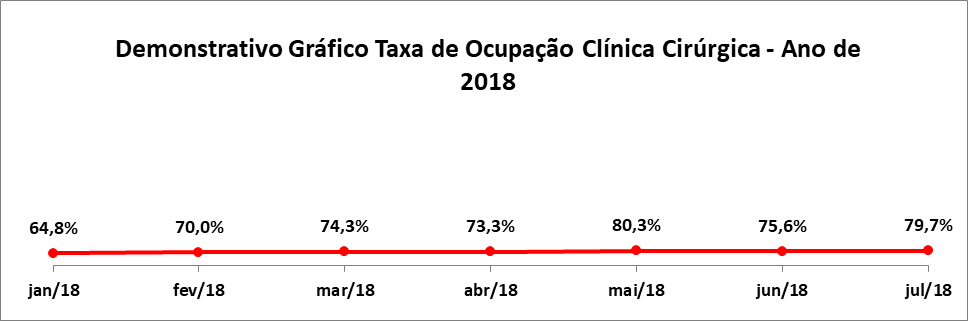 Demonstrativo Gráfico Taxa de Ocupação Clínica Cirúrgica - Ano de
2018
64,8% 70,0% 74,3% 73,3% 80,3% 75,6% 79,7%
jan/18 fev/18 mar/18 abr/18 mai/18 jun/18 jul/18